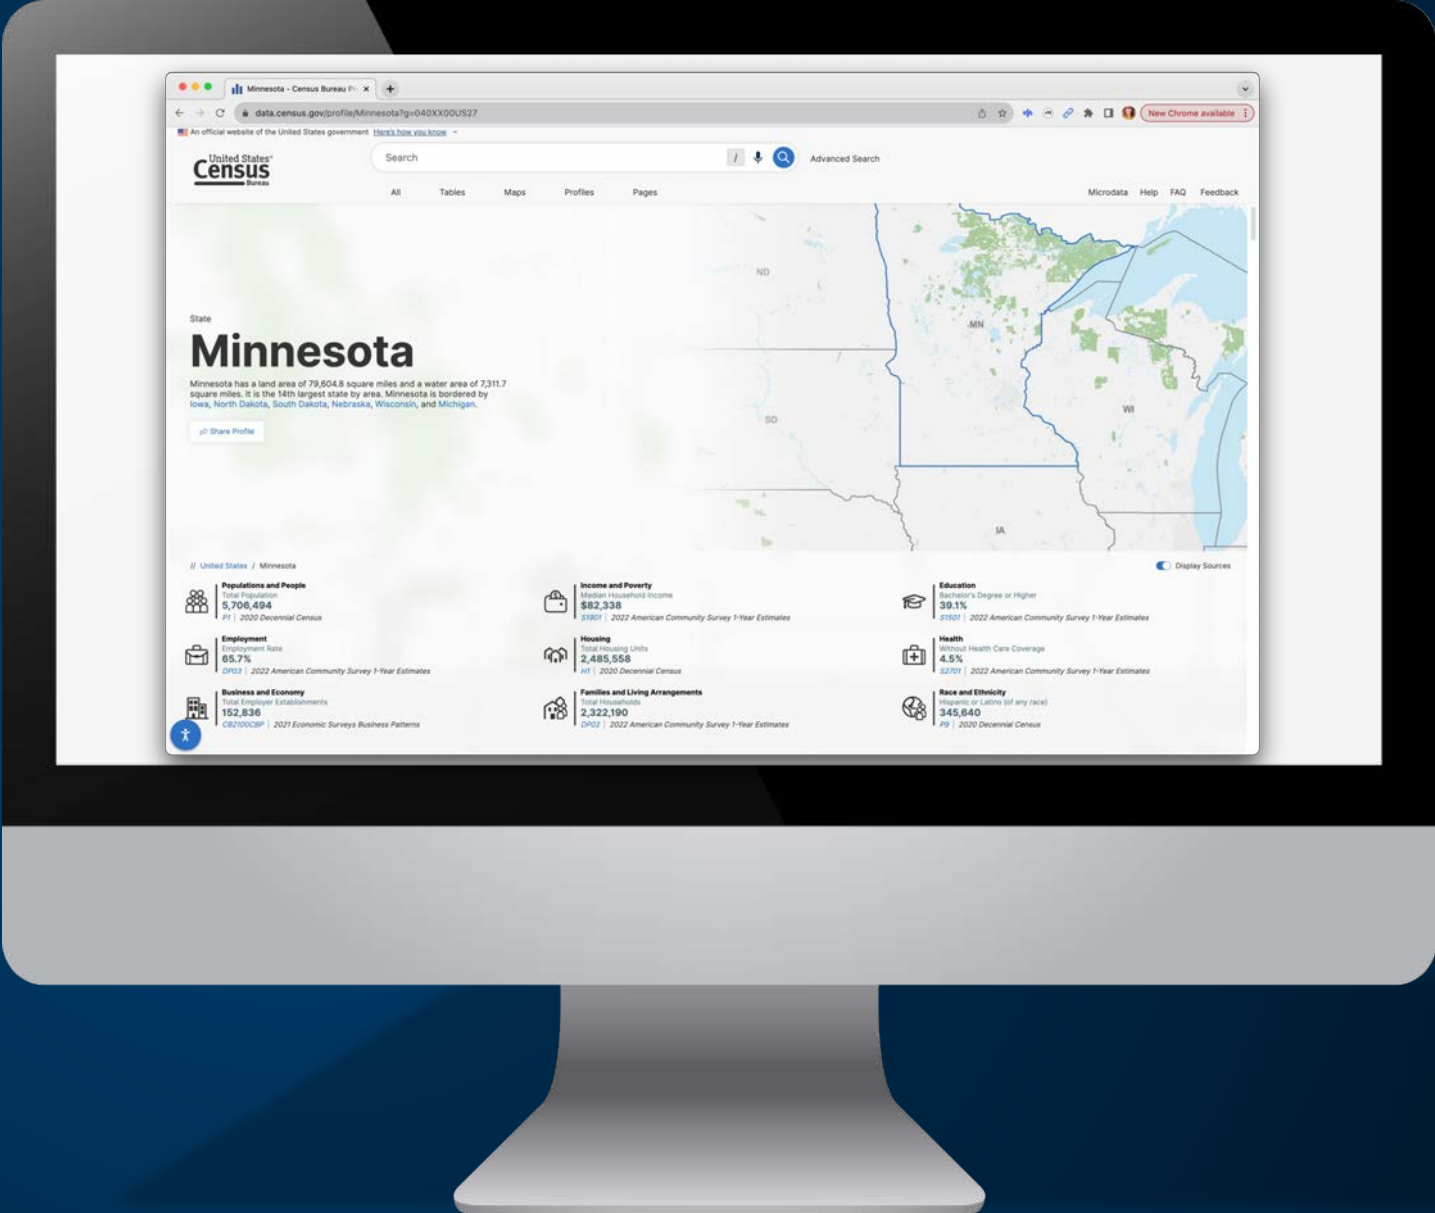 Minnesota - Census Bureau Pr
data.census.gov/profile/Minnesota?g=040XX00US27
New Chrome available
An official website of the United States government Here's how you know
United States®
Census
Bureau
Search
/
Advanced Search
All Tables Maps Profiles Pages
Microdata Help FAQ Feedback
ND
MN
SD
WI
IA
State
Minnesota
Minnesota has a land area of 79,604.8 square miles and a water area of 7,311.7
square miles. It is the 14th largest state by area. Minnesota is bordered by
Iowa, North Dakota, South Dakota, Nebraska, Wisconsin, and Michigan.
Share Profile
// United States / Minnesota
Display Sources
Populations and People
Total Population
5,706,494
P1 | 2020 Decennial Census
Income and Poverty
Median Household Income
$82,338
S1901 | 2022 American Community Survey 1-Year Estimates
Education
Bachelor's Degree or Higher
39.1%
S1501 | 2022 American Community Survey 1-Year Estimates
Employment
Employment Rate
65.7%
DP03 | 2022 American Community Survey 1-Year Estimates
Housing
Total Housing Units
2,485,558
H1 | 2020 Decennial Census
Health
Without Health Care Coverage
4.5%
S2701 | 2022 American Community Survey 1-Year Estimates
Business and Economy
Total Employer Establishments
152,836
CB2100CBP | 2021 Economic Surveys Business Patterns
Families and Living Arrangements
Total Households
2,322,190
DP02 | 2022 American Community Survey 1-Year Estimates
Race and Ethnicity
Hispanic or Latino (of any race)
345,640
P9 | 2020 Decennial Census